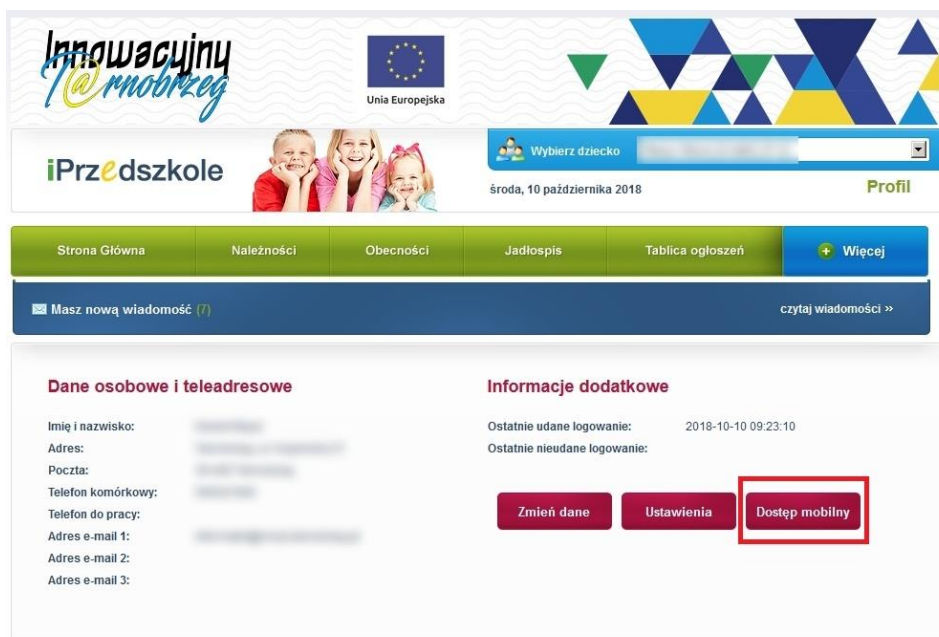 Innowacyjny
T@rnobrzeg
Unia Europejska
iPrzedszkole
Wybierz dziecko
środa, 10 października 2018
Profil
Strona Główna Należności Obecności Jadłospis Tablica ogłoszeń + Więcej
Masz nową wiadomość (7) czytaj wiadomości »
Dane osobowe i teleadresowe
Imię i nazwisko:
Adres:
Poczta:
Telefon komórkowy:
Telefon do pracy:
Adres e-mail 1:
Adres e-mail 2:
Adres e-mail 3:
Informacje dodatkowe
Ostatnie udane logowanie: 2018-10-10 09:23:10
Ostatnie nieudane logowanie:
Zmień dane Ustawienia Dostęp mobilny